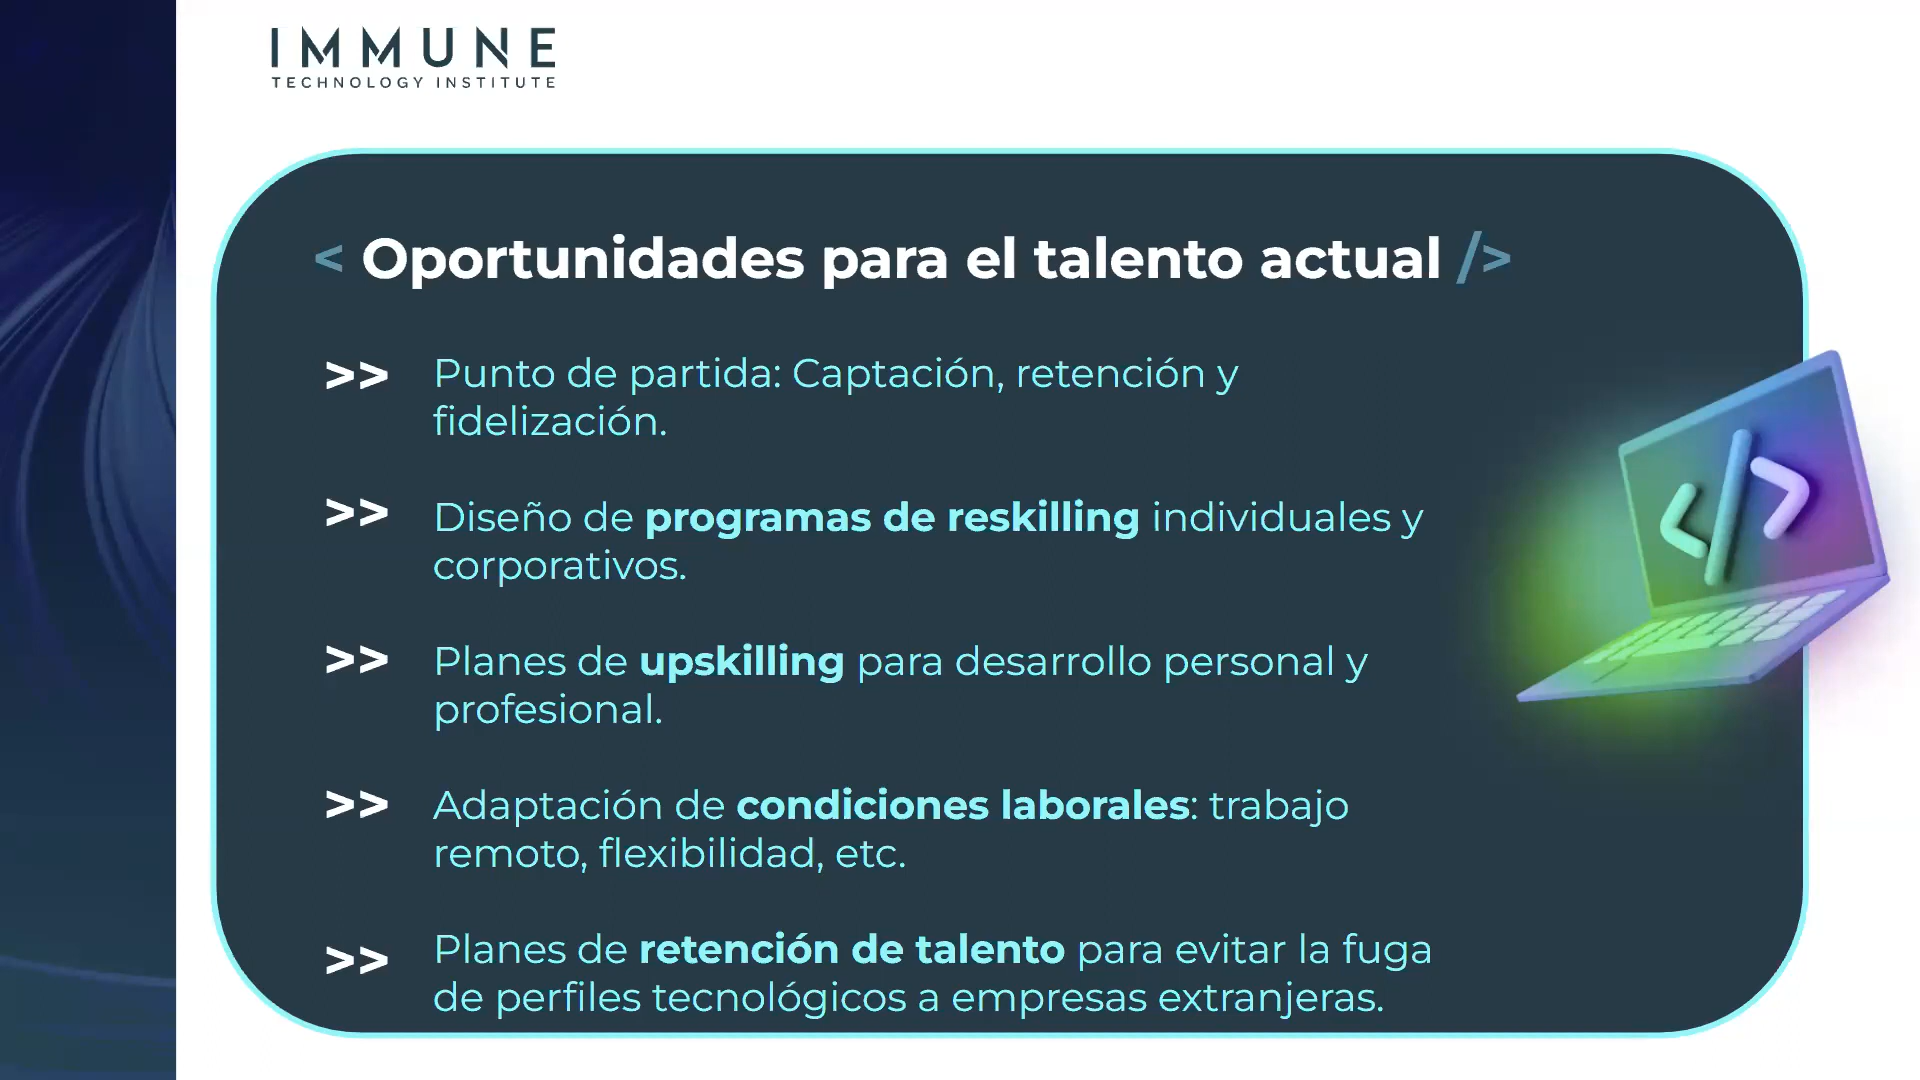 IMMUNE
TECHNOLOGY INSTITUTE
< Oportunidades para el talento actual />
>> Punto de partida: Captación, retención y
fidelización.
>> Diseño de programas de reskilling individuales y
corporativos.
>> Planes de upskilling para desarrollo personal y
profesional.
>> Adaptación de condiciones laborales: trabajo
remoto, flexibilidad, etc.
>> Planes de retención de talento para evitar la fuga
de perfiles tecnológicos a empresas extranjeras.
</>